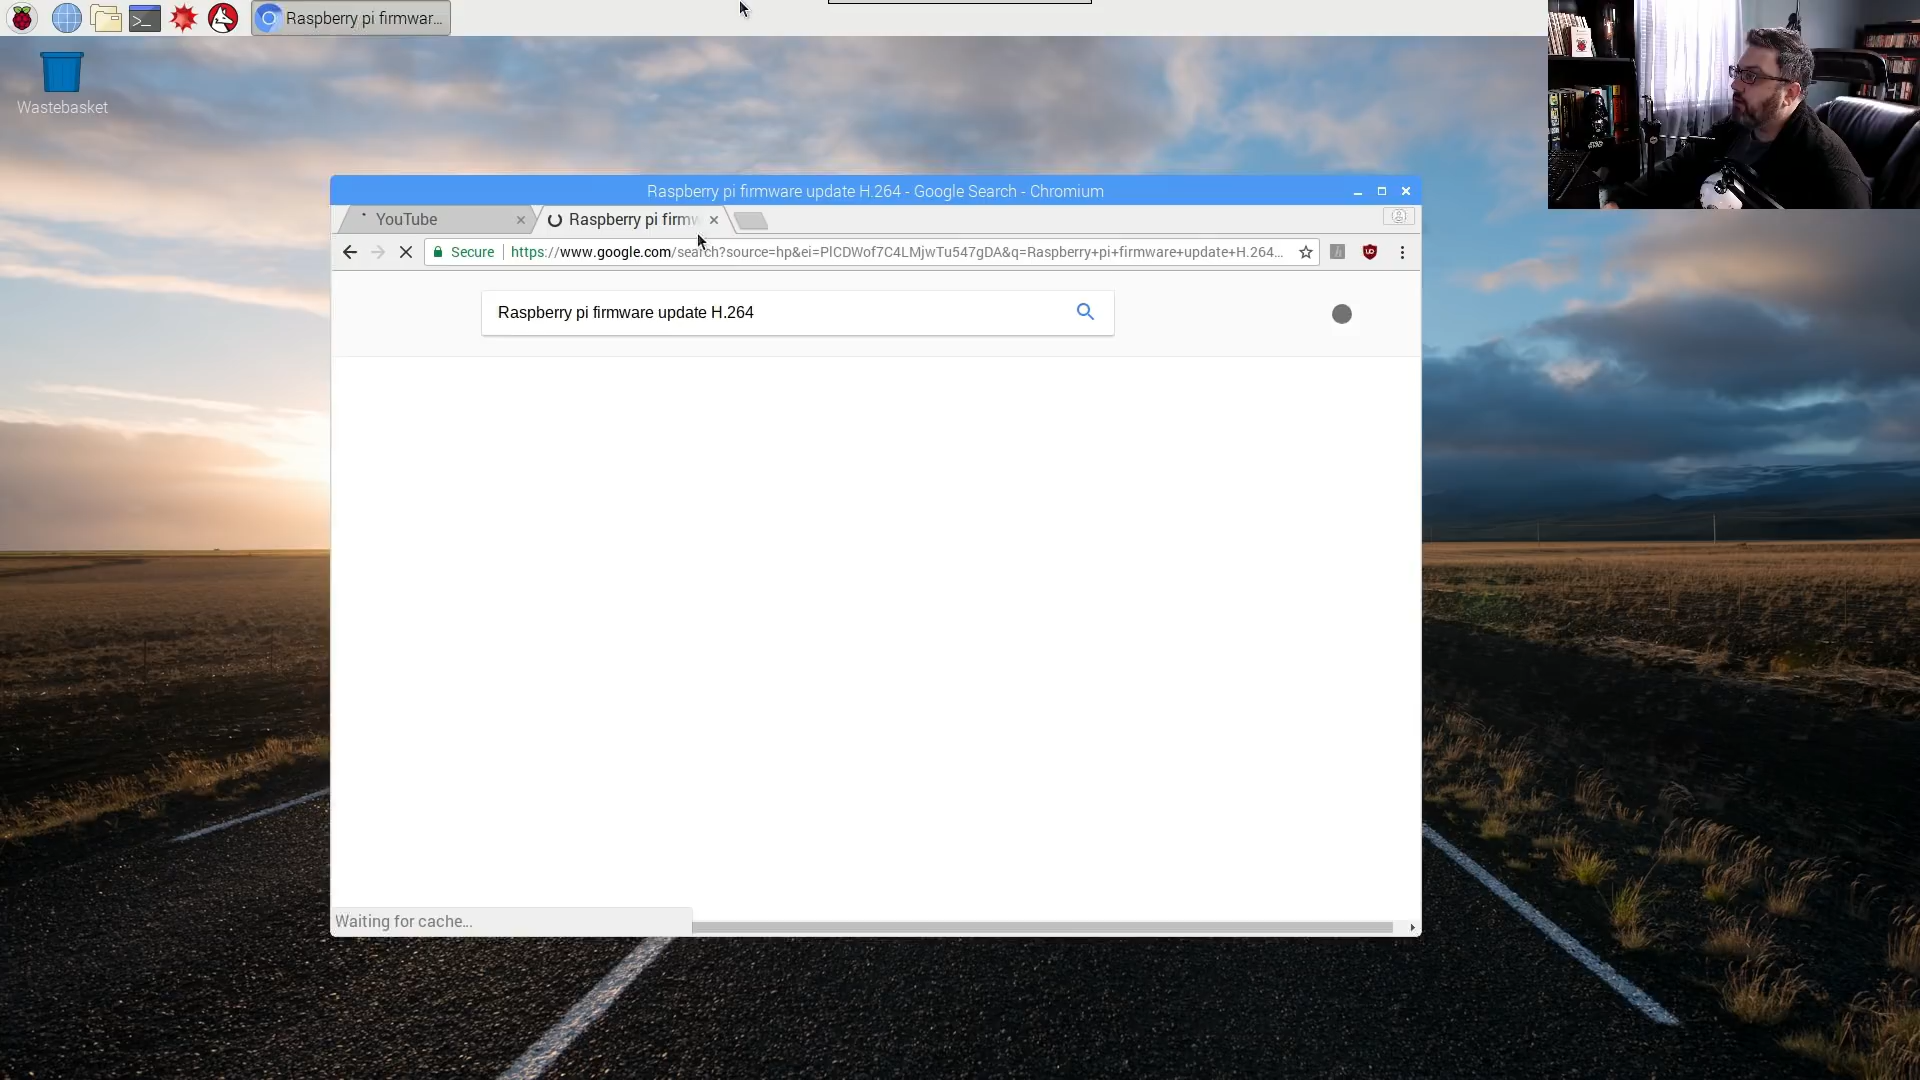 Raspberry pi firmwar...
Wastebasket
Raspberry pi firmware update H.264 - Google Search - Chromium
YouTube
Raspberry pi firmw
Secure
https://www.google.com/search?source=hp&ei=PlCDWof7C4LMjwTu547gDA&q=Raspberry+pi+firmware+update+H.264...
Raspberry pi firmware update H.264
Waiting for cache...